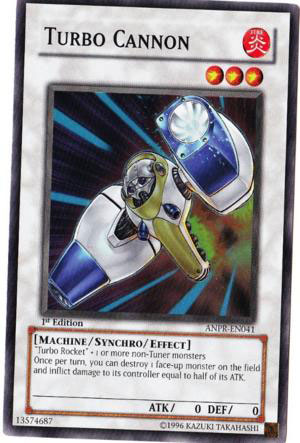 TURBO CANNON
FIRE
炎
1st Edition
ANPR-EN041
[MACHINE/SYNCHRO/EFFECT]
"Turbo Rocket" + 1 or more non-Tuner monsters
Once per turn, you can destroy 1 face-up monster on the field
and inflict damage to its controller equal to half of its ATK.
ATK/ 0 DEF/ 0
13574687
©1996 KAZUKI TAKAHASHI